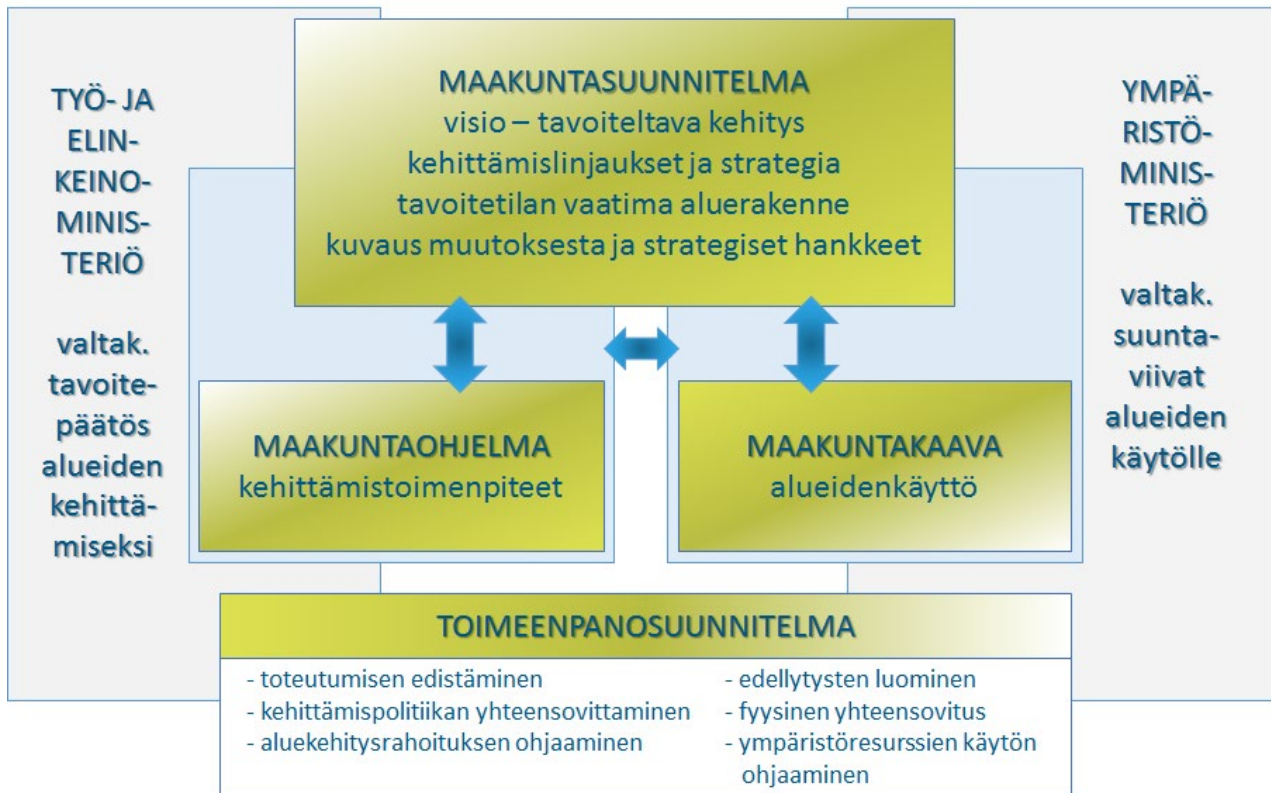 TYÖ- JA
ELIN-
KEINO-
MINIS-
TERIÖ
valtak.
tavoite-
päätös
alueiden
kehittä-
miseksi
MAAKUNTASUUNNITELMA
visio – tavoiteltava kehitys
kehittämislinjaukset ja strategia
tavoitetilan vaatima aluerakenne
kuvaus muutoksesta ja strategiset hankkeet
YMPÄ-
RISTÖ-
MINIS-
TERIÖ
valtak.
suunta-
viivat
alueiden
käytölle
MAAKUNTAOHJELMA
kehittämistoimenpiteet
MAAKUNTAKAAVA
alueidenkäyttö
TOIMEENPANOSUUNNITELMA
- toteutumisen edistäminen
- kehittämispolitiikan yhteensovittaminen
- aluekehitysrahoituksen ohjaaminen
- edellytysten luominen
- fyysinen yhteensovitus
- ympäristöresurssien käytön
ohjaaminen